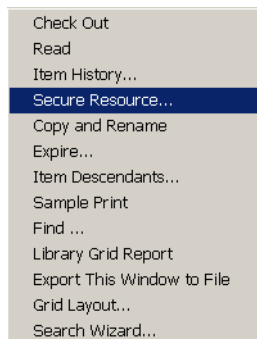 Check Out
Read
Item History...
Secure Resource...
Copy and Rename
Expire...
Item Descendants...
Sample Print
Find ...
Library Grid Report
Export This Window to File
Grid Layout...
Search Wizard...